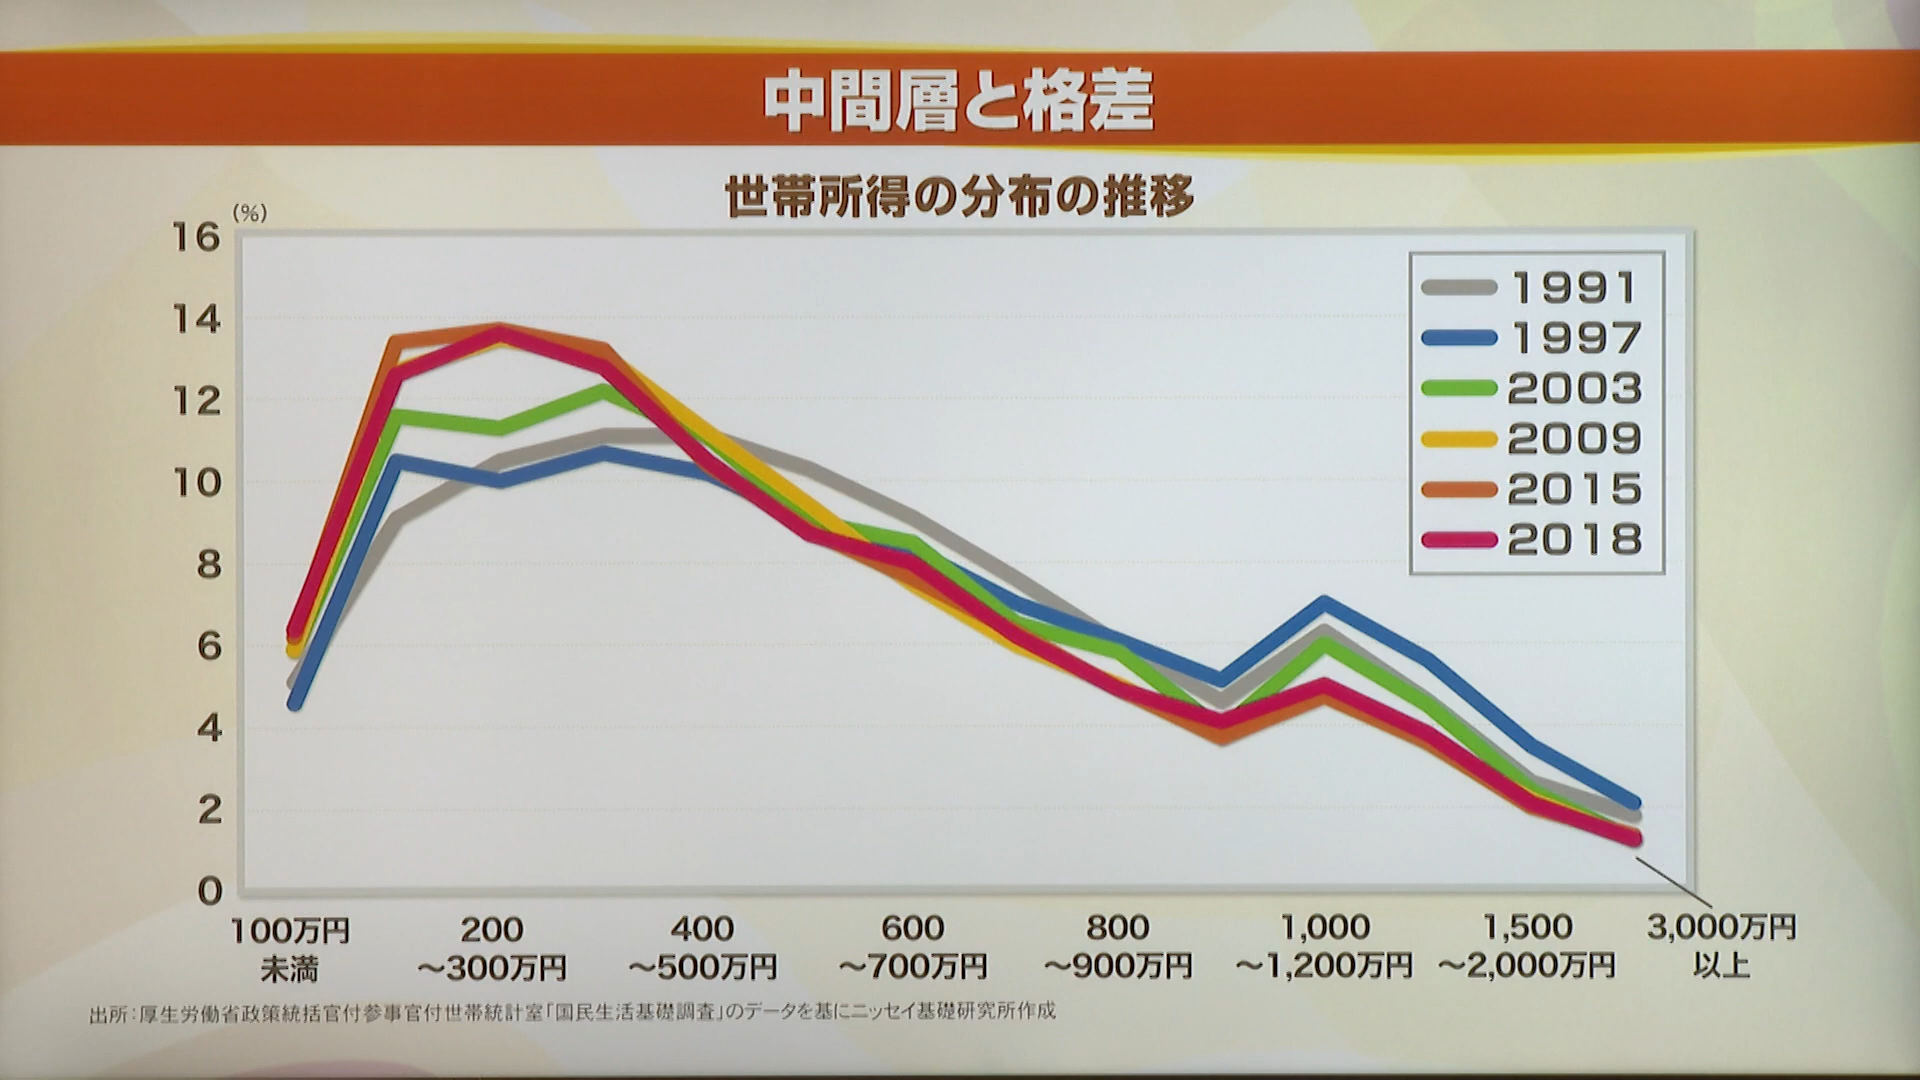 中間層と格差
世帯所得の分布の推移
(%)
16
14
12
10
8
6
4
2
0
1991
1997
2003
2009
2015
2018
100万円
未満
200
～300万円
400
～500万円
600
～700万円
800
～900万円
1,000
～1,200万円
1,500
～2,000万円
3,000万円
以上
出所：厚生労働省政策統括官付参事官付世帯統計室「国民生活基礎調査」のデータを基にニッセイ基礎研究所作成